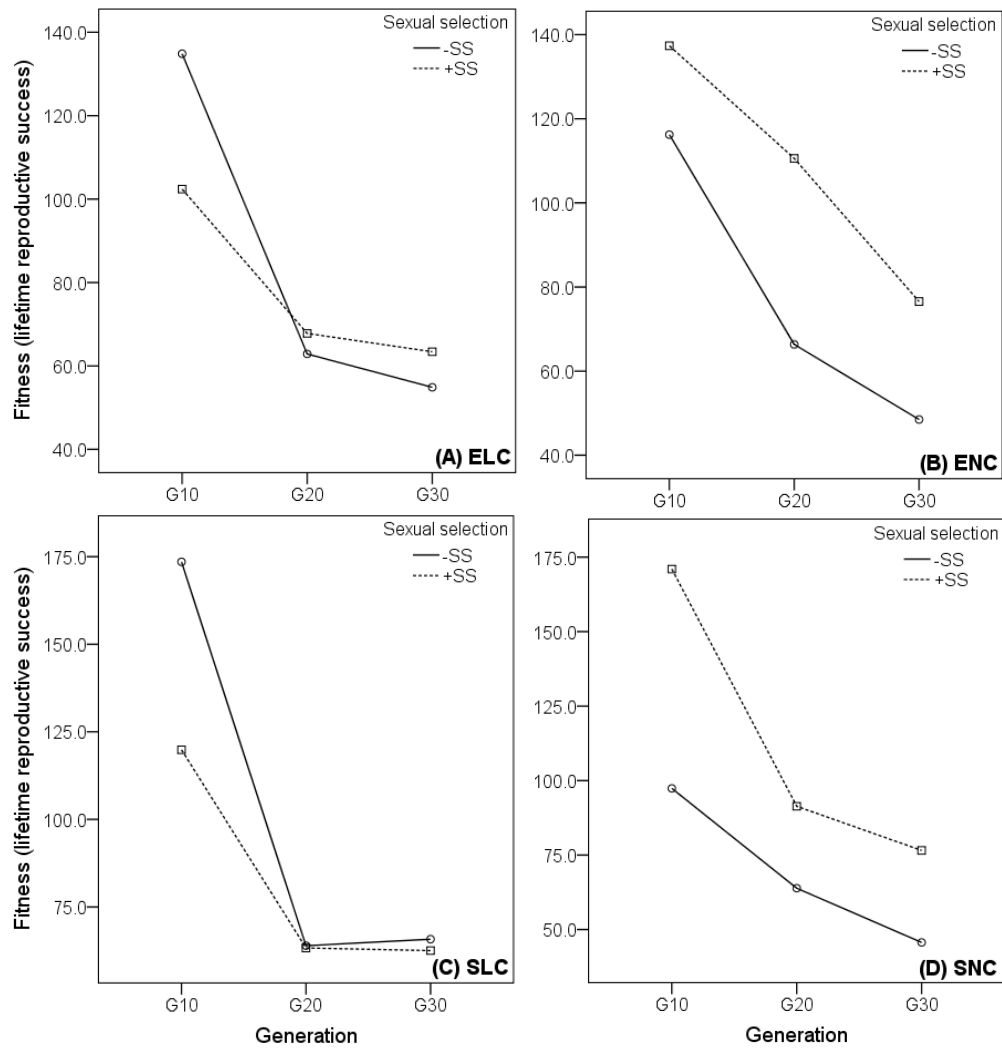 Sexual selection
-SS
+SS
140.0
120.0
100.0
80.0
60.0
40.0
Fitness (lifetime reproductive success)
(A) ELC
G10 G20 G30
Sexual selection
-SS
+SS
140.0
120.0
100.0
80.0
60.0
40.0
(B) ENC
G10 G20 G30
Sexual selection
-SS
+SS
175.0
150.0
125.0
100.0
75.0
Fitness (lifetime reproductive success)
(C) SLC
G10 G20 G30
Generation
Sexual selection
-SS
+SS
175.0
150.0
125.0
100.0
75.0
50.0
(D) SNC
G10 G20 G30
Generation